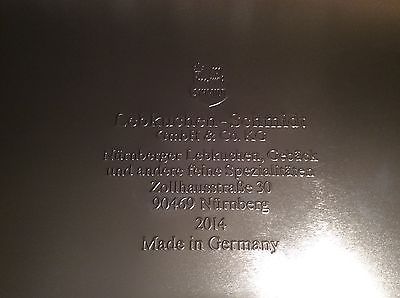 Lebkuchen-Schmidt
GmbH & Co. KG
Nürnberger Lebkuchen, Gebäck
und andere feine Spezialitäten
Zollhausstraße 30
90469 Nürnberg
2014
Made in Germany